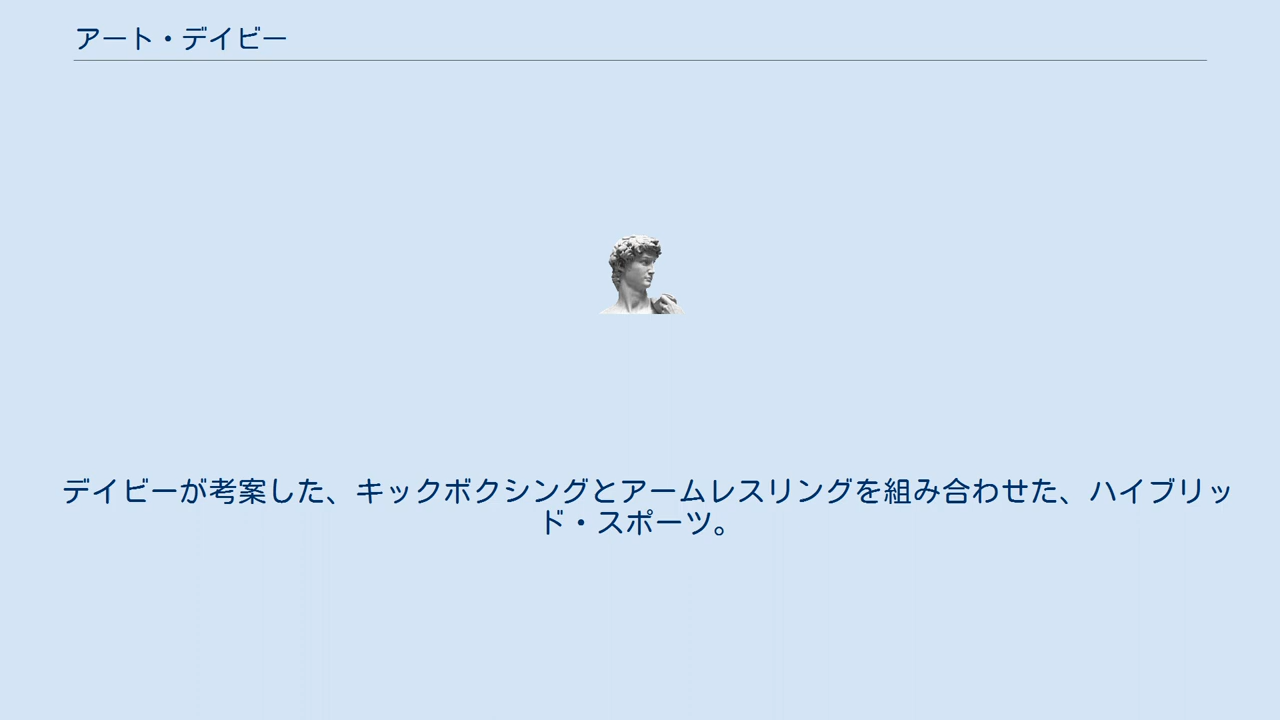 アート・デイビー
デイビーが考案した、キックボクシングとアームレスリングを組み合わせた、ハイブリッ
ド・スポーツ。